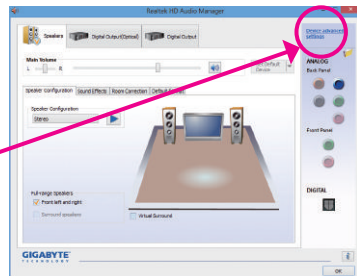 Realtek HD Audio Manager
Speakers
Digital Output(Optical)
Digital Output
Device advanced
settings
Main Volume
L
R
Device
ANALOG
Back Panel
Speaker Configuration
Sound Effects
Room Correction
Default Format
Speaker Configuration
Stereo
Front Panel
Full-range Speakers
Front left and right
Surround speakers
Virtual Surround
DIGITAL
GIGABYTE
TECHNOLOGY
i
OK